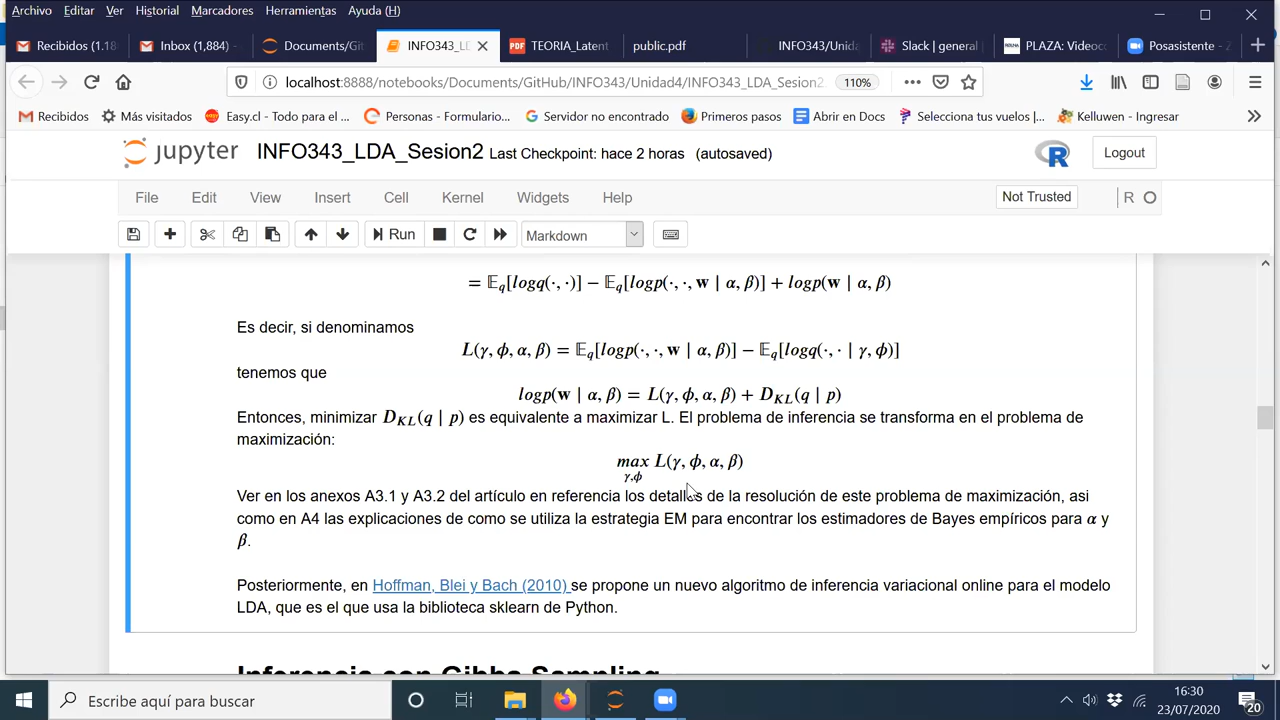 Archivo Editar Ver Historial Marcadores Herramientas Ayuda (H)
Recibidos (1.18 Inbox (1,884) - Documents/Git INFO343_LD TEORIA_Latent public.pdf INFO343/Unida Slack | general PLAZA: Videoc Posasistente - Z
localhost:8888/notebooks/Documents/GitHub/INFO343/Unidad4/INFO343_LDA_Sesion2. 110%
Recibidos Más visitados Easy.cl - Todo para el ... Personas - Formulario... Servidor no encontrado Primeros pasos Abrir en Docs Selecciona tus vuelos |... Kelluwen - Ingresar
jupyter INFO343_LDA_Sesion2 Last Checkpoint: hace 2 horas (autosaved) Logout
File Edit View Insert Cell Kernel Widgets Help Not Trusted R
Run Markdown
= 𝔼q[logq(·, ·)] − 𝔼q[logp(·, ·, w | α, β)] + logp(w | α, β)
Es decir, si denominamos
L(γ, ϕ, α, β) = 𝔼q[logp(·, ·, w | α, β)] − 𝔼q[logq(·, · | γ, ϕ)]
tenemos que
logp(w | α, β) = L(γ, ϕ, α, β) + DKL(q | p)
Entonces, minimizar DKL(q | p) es equivalente a maximizar L. El problema de inferencia se transforma en el problema de
maximización:
max L(γ, ϕ, α, β)
γ,ϕ
Ver en los anexos A3.1 y A3.2 del artículo en referencia los detalles de la resolución de este problema de maximización, asi
como en A4 las explicaciones de como se utiliza la estrategia EM para encontrar los estimadores de Bayes empíricos para α y
β.
Posteriormente, en Hoffman, Blei y Bach (2010) se propone un nuevo algoritmo de inferencia variacional online para el modelo
LDA, que es el que usa la biblioteca sklearn de Python.
Inferencia con Gibbs Sampling
Escribe aquí para buscar
16:30
23/07/2020
20